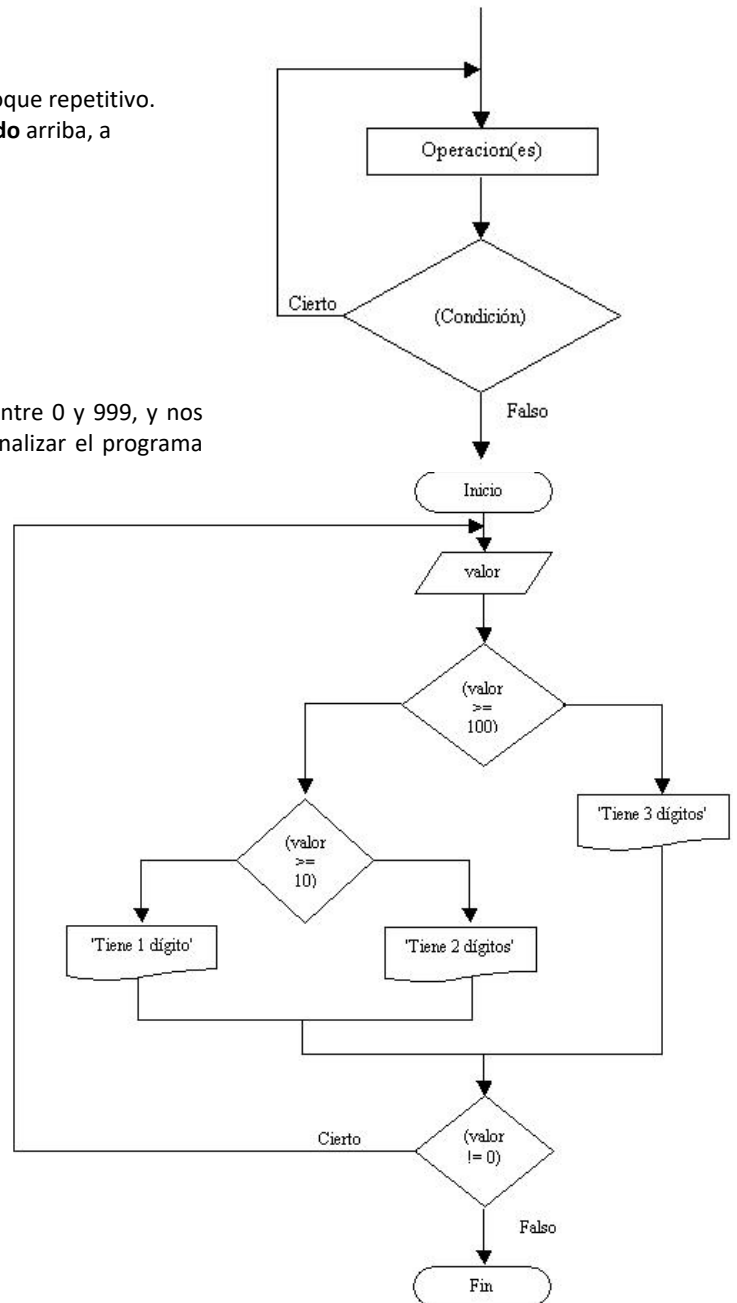 oque repetitivo.
do arriba, a
Operacion(es)
Cierto
(Condición)
Falso
ntre 0 y 999, y nos
nalizar el programa
Inicio
valor
(valor
>=
100)
'Tiene 3 dígitos'
(valor
>=
10)
'Tiene 1 dígito'
'Tiene 2 dígitos'
Cierto
(valor
!= 0)
Falso
Fin